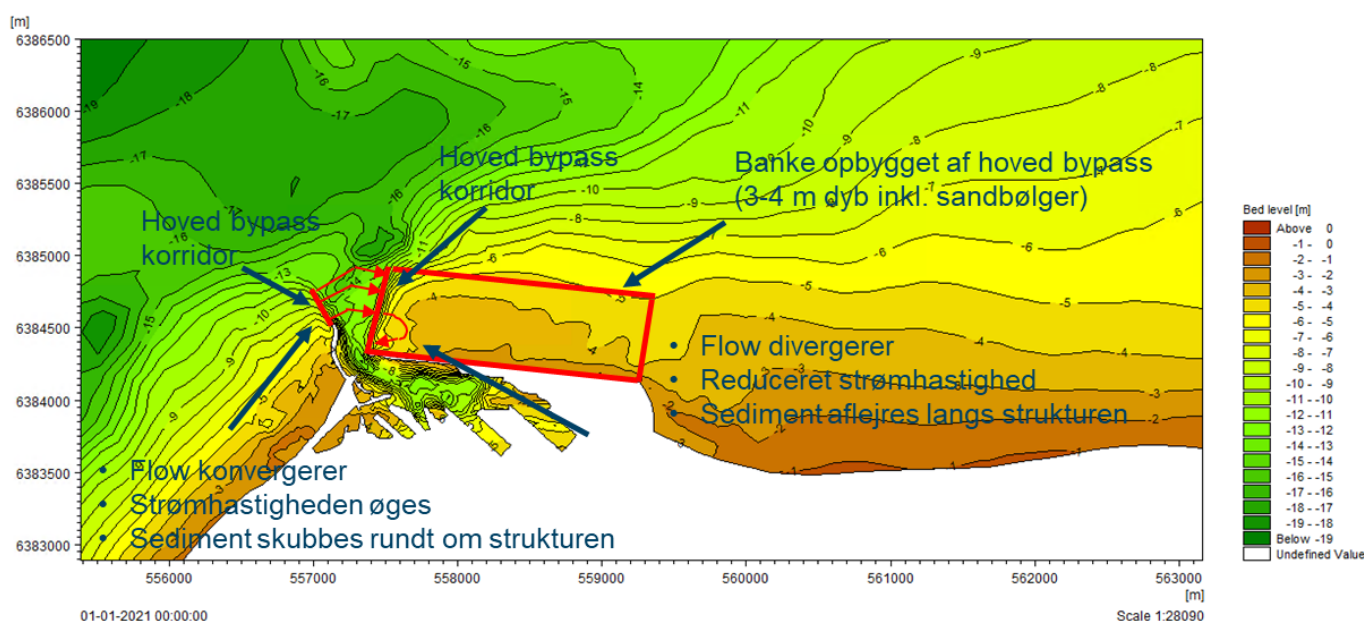 [m]
6386500
6386000
6385500
6385000
6384500
6384000
6383500
6383000
556000 557000 558000 559000 560000 561000 562000 563000
[m]
01-01-2021 00:00:00
Scale 1:28090
Hoved bypass
korridor
Hoved bypass
korridor
Banke opbygget af hoved bypass
(3-4 m dyb inkl. sandbølger)
• Flow divergerer
• Reduceret strømhastighed
• Sediment aflejres langs strukturen
• Flow konvergerer
• Strømhastigheden øges
• Sediment skubbes rundt om strukturen
Bed level [m]
Above 0
-1 - 0
-2 - -1
-3 - -2
-4 - -3
-5 - -4
-6 - -5
-7 - -6
-8 - -7
-9 - -8
-10 - -9
-11 - -10
-12 - -11
-13 - -12
-14 - -13
-15 - -14
-16 - -15
-17 - -16
-18 - -17
-19 - -18
Below -19
Undefined Value